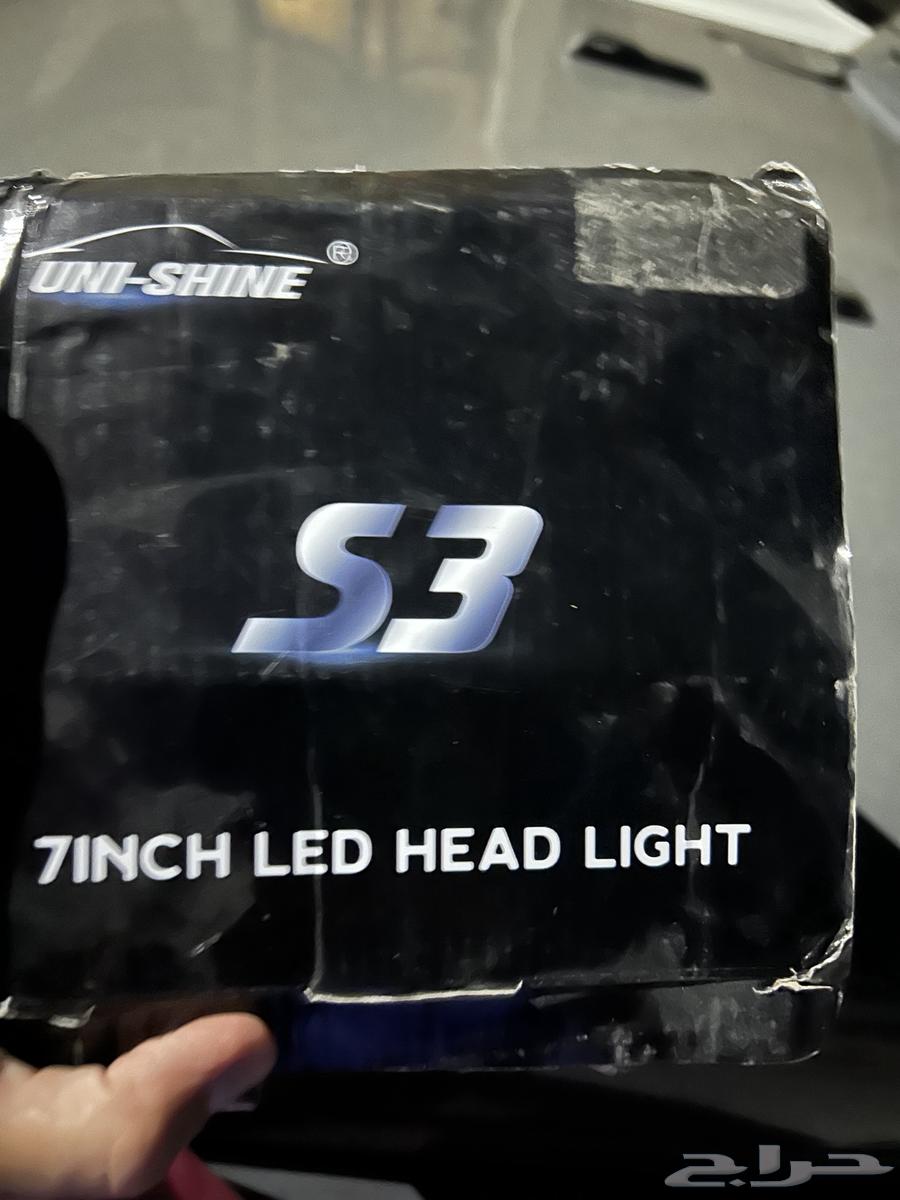 UNI-SHINE ®
S3
7INCH LED HEAD LIGHT
حراج